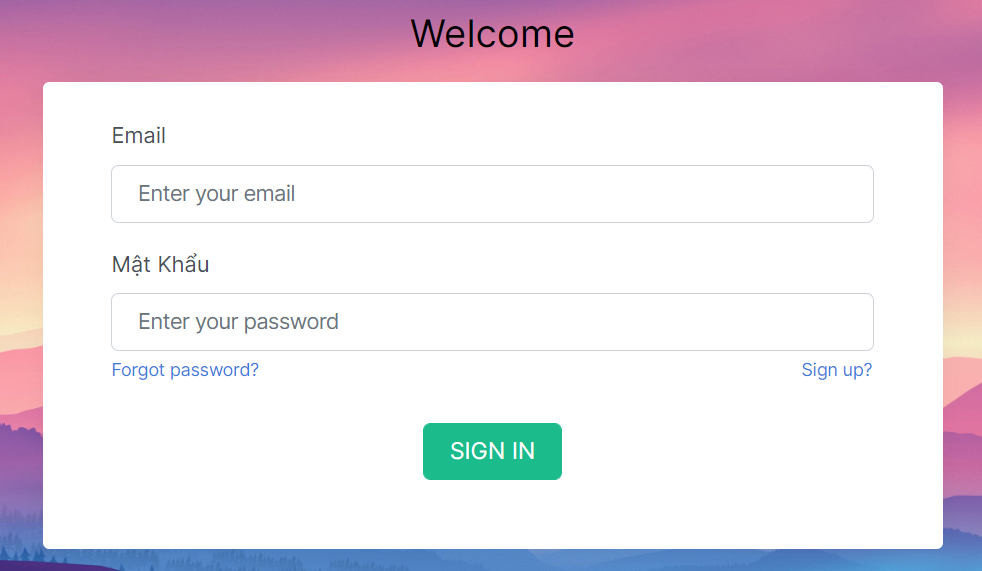 Welcome
Email
Enter your email
Mật Khẩu
Enter your password
Forgot password? Sign up?
SIGN IN